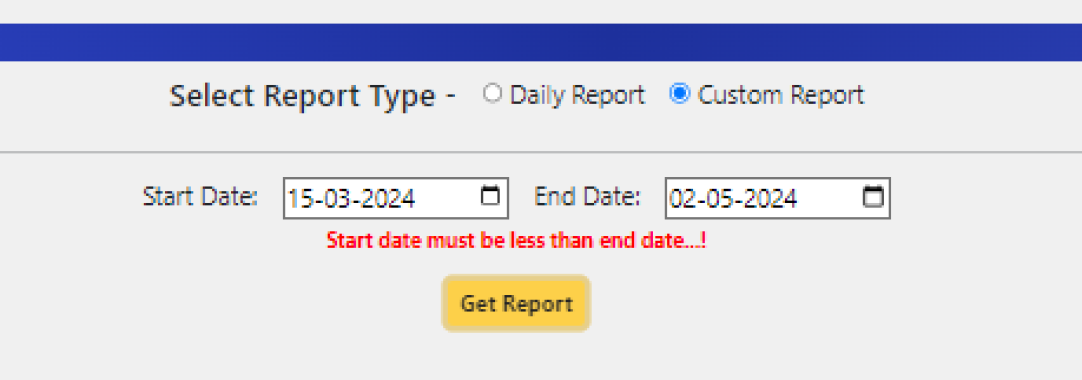 Select Report Type - Daily Report Custom Report
Start Date: 15-03-2024 End Date: 02-05-2024
Start date must be less than end date...!
Get Report